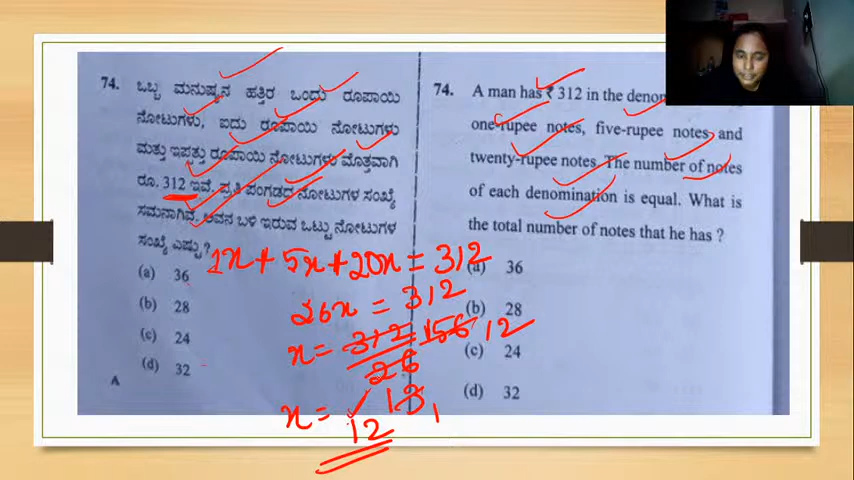 74. ಒಬ್ಬ ಮನುಷ್ಯನ ಹತ್ತಿರ ಒಂದು ರೂಪಾಯಿ
ನೋಟುಗಳು, ಐದು ರೂಪಾಯಿ ನೋಟುಗಳು
ಮತ್ತು ಇಪ್ಪತ್ತು ರೂಪಾಯಿ ನೋಟುಗಳು ಮೊತ್ತವಾಗಿ
ರೂ. 312 ಇವೆ. ಪ್ರತಿ ಪಂಗಡದ ನೋಟುಗಳ ಸಂಖ್ಯೆ
ಸಮನಾಗಿವೆ. ಅವನ ಬಳಿ ಇರುವ ಒಟ್ಟು ನೋಟುಗಳ
ಸಂಖ್ಯೆ ಎಷ್ಟು ?
(a) 36
(b) 28
(c) 24
(d) 32
A
74. A man has ₹ 312 in the
one-rupee notes, five-rupee notes and
twenty-rupee notes. The number of notes
of each denomination is equal. What is
the total number of notes that he has ?
(a) 36
(b) 28
(c) 24
(d) 32
1x + 5x + 20x = 312
26x = 312
x = 312 156 12
26
13 1
x = 12